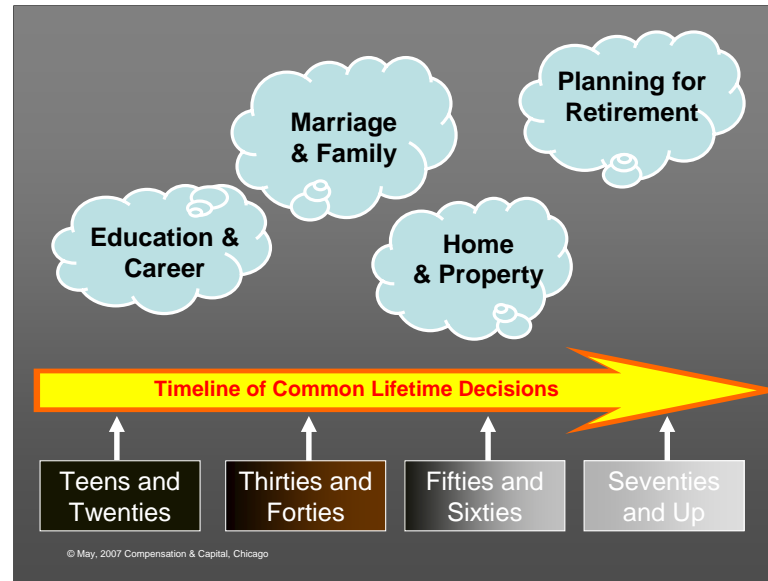 Planning for
Retirement
Marriage
& Family
Education &
Career
Home
& Property
Timeline of Common Lifetime Decisions
Teens and
Twenties
Thirties and
Forties
Fifties and
Sixties
Seventies
and Up
© May, 2007 Compensation & Capital, Chicago